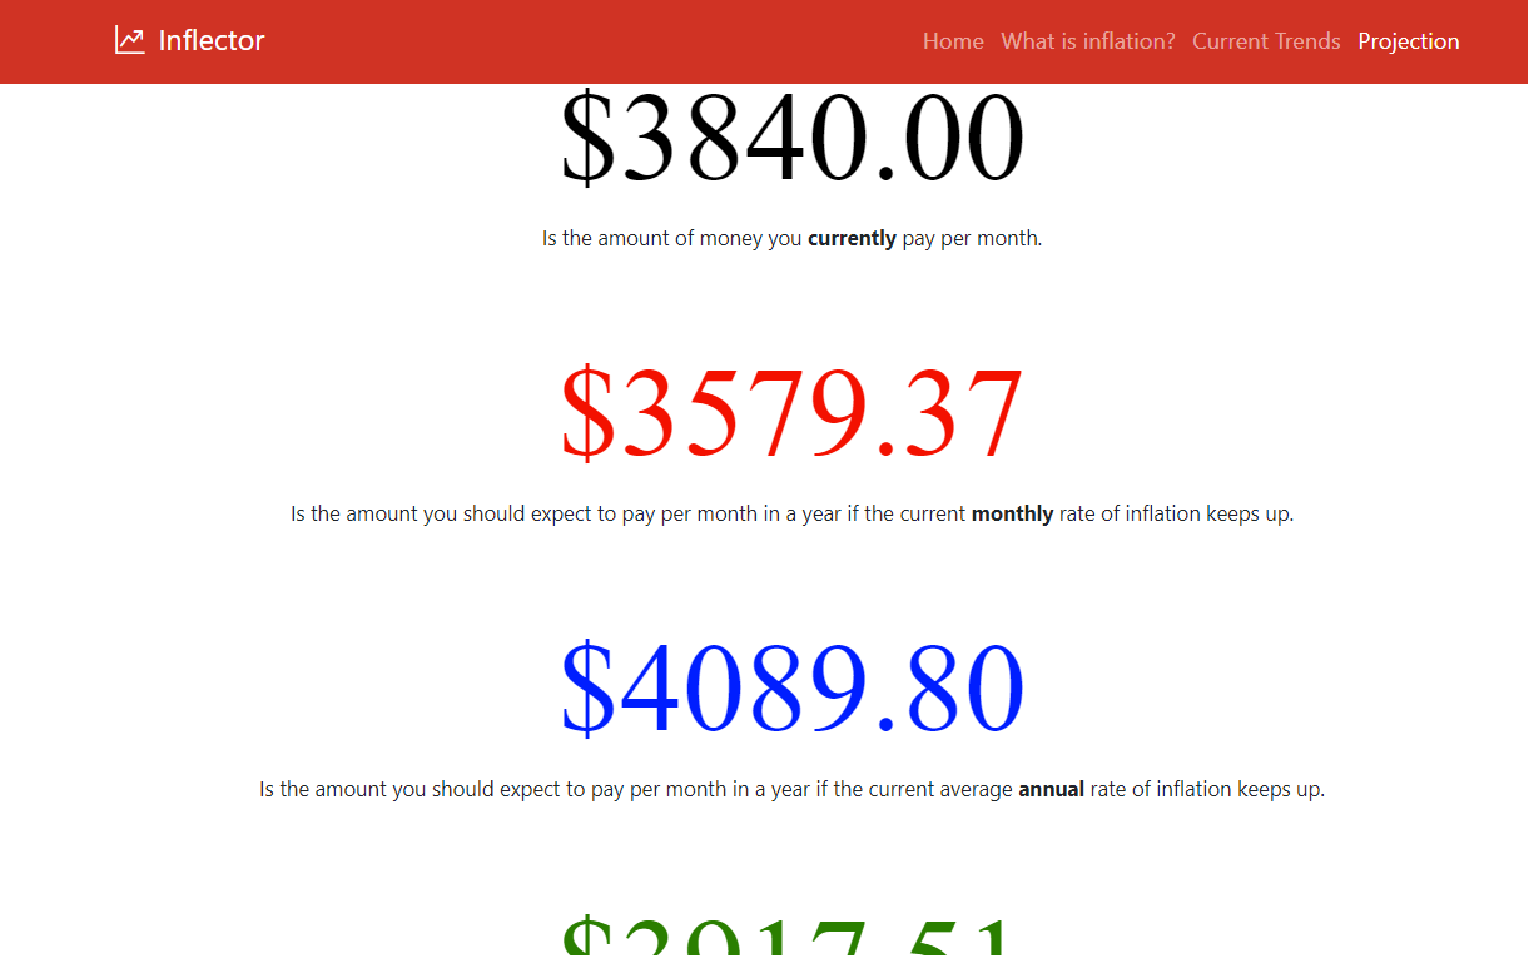 Inflector
Home What is inflation? Current Trends Projection
$3840.00
Is the amount of money you currently pay per month.
$3579.37
Is the amount you should expect to pay per month in a year if the current monthly rate of inflation keeps up.
$4089.80
Is the amount you should expect to pay per month in a year if the current average annual rate of inflation keeps up.